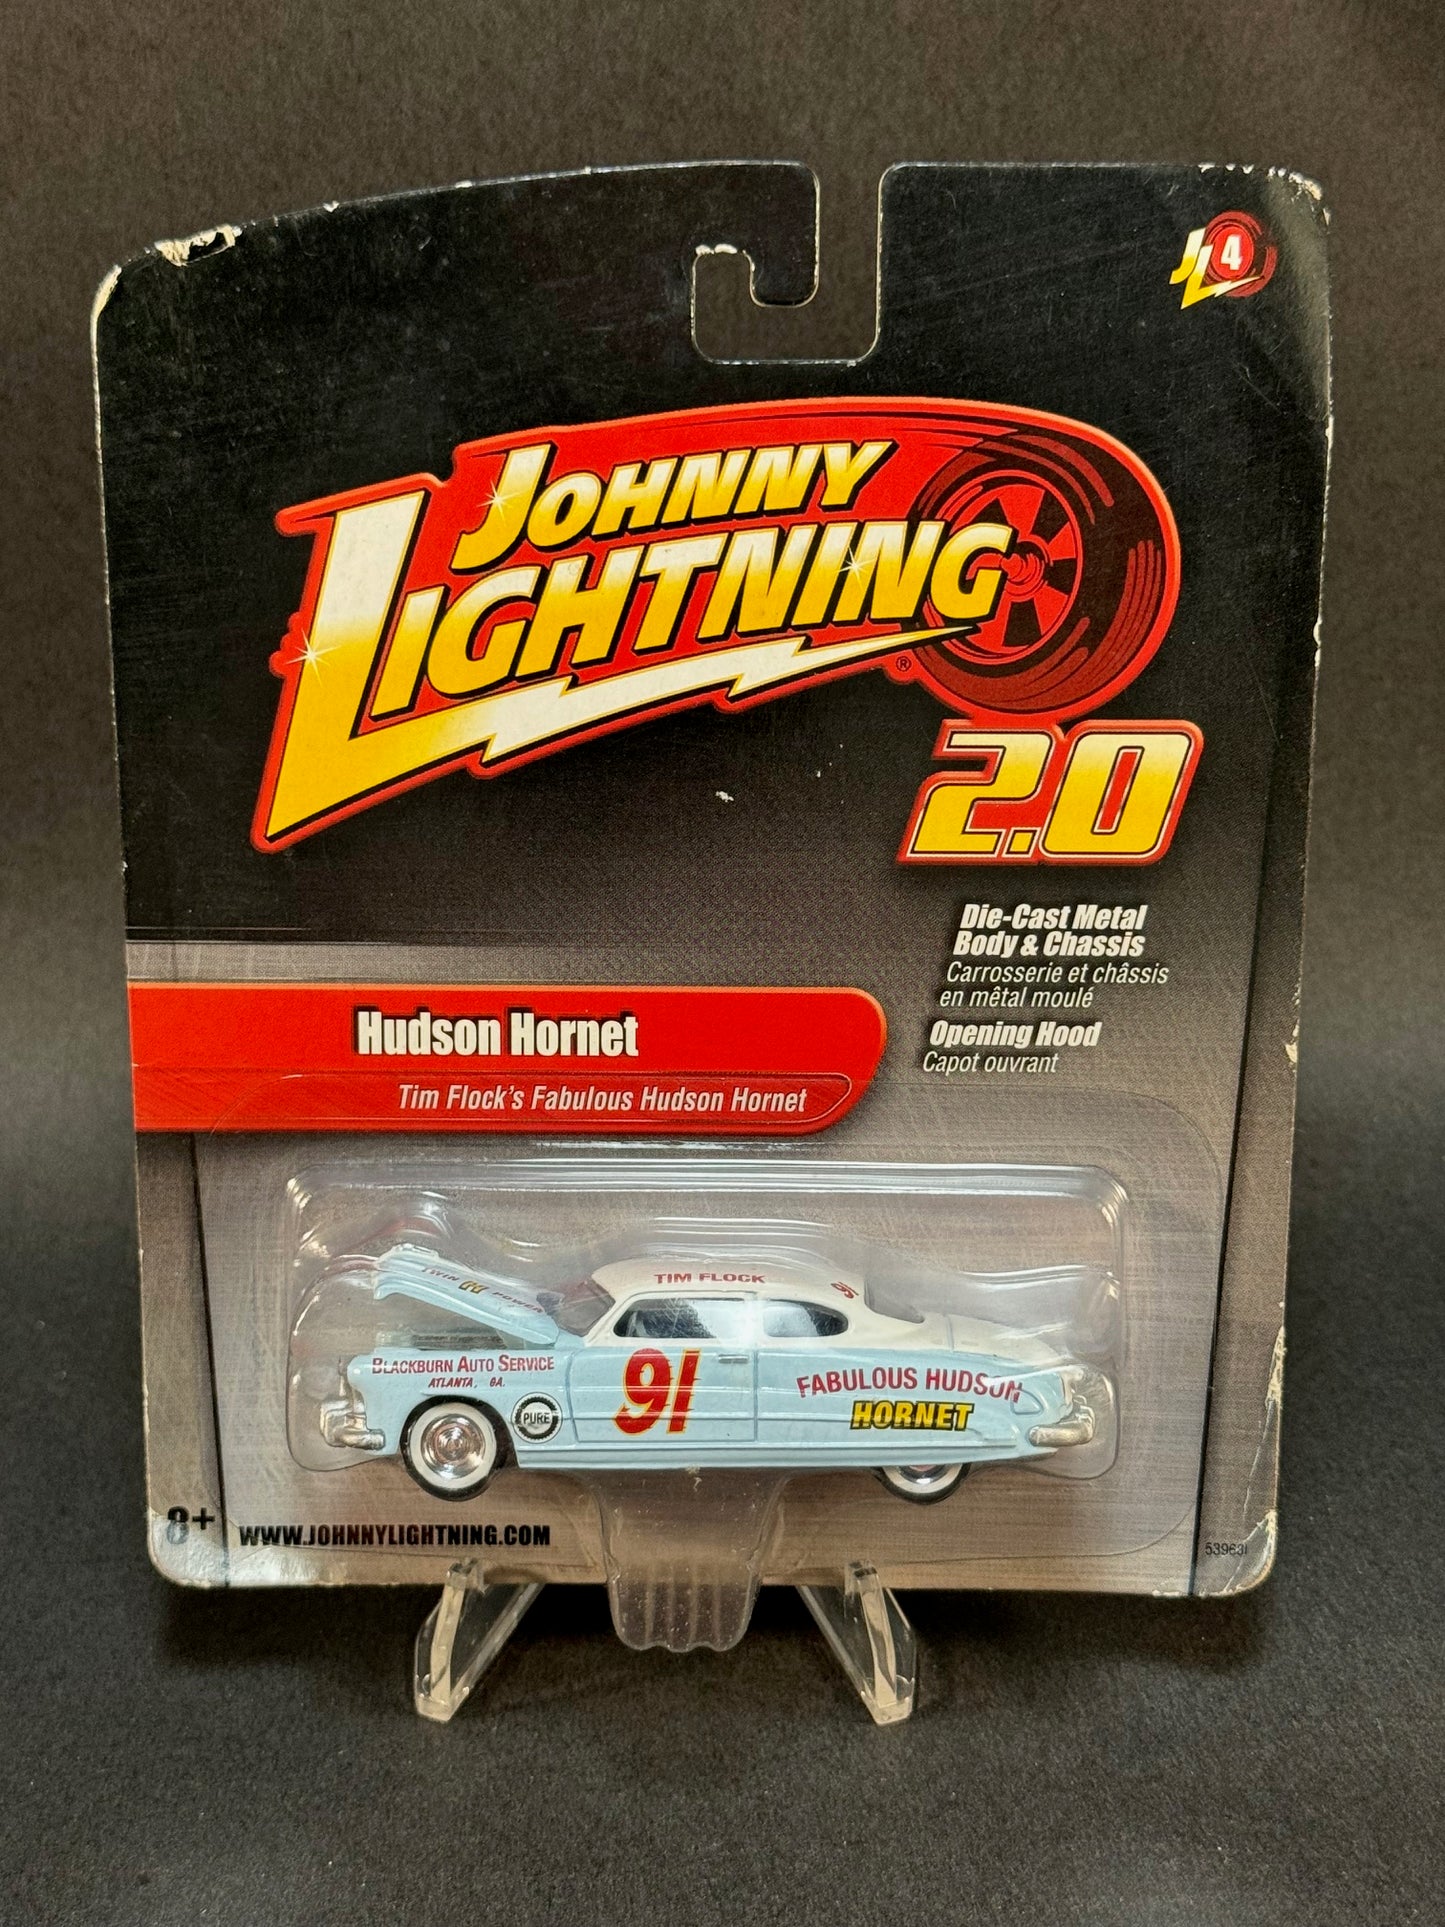 JL 4
JOHNNY
LIGHTNING
®
2.0
Die-Cast Metal
Body & Chassis
Carrosserie et châssis
en mêtal moulé
Opening Hood
Capot ouvrant
Hudson Hornet
Tim Flock's Fabulous Hudson Hornet
TWIN H POWER
TIM FLOCK
91
BLACKBURN AUTO SERVICE
ATLANTA, GA.
PURE
91
FABULOUS HUDSON
HORNET
8+
WWW.JOHNNYLIGHTNING.COM
539631